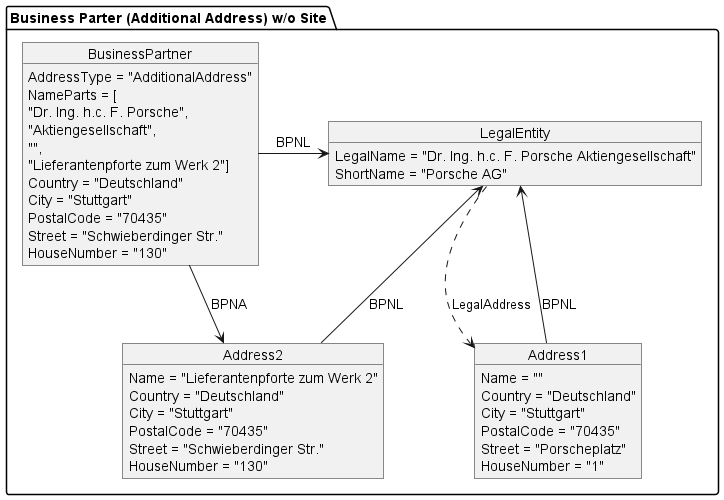 Business Parter (Additional Address) w/o Site
BusinessPartner
AddressType = "AdditionalAddress"
NameParts = [
"Dr. Ing. h.c. F. Porsche",
"Aktiengesellschaft",
"",
"Lieferantenpforte zum Werk 2"]
Country = "Deutschland"
City = "Stuttgart"
PostalCode = "70435"
Street = "Schwieberdinger Str."
HouseNumber = "130"
BPNL
LegalEntity
LegalName = "Dr. Ing. h.c. F. Porsche Aktiengesellschaft"
ShortName = "Porsche AG"
BPNA
BPNL
LegalAddress
BPNL
Address2
Name = "Lieferantenpforte zum Werk 2"
Country = "Deutschland"
City = "Stuttgart"
PostalCode = "70435"
Street = "Schwieberdinger Str."
HouseNumber = "130"
Address1
Name = ""
Country = "Deutschland"
City = "Stuttgart"
PostalCode = "70435"
Street = "Porscheplatz"
HouseNumber = "1"